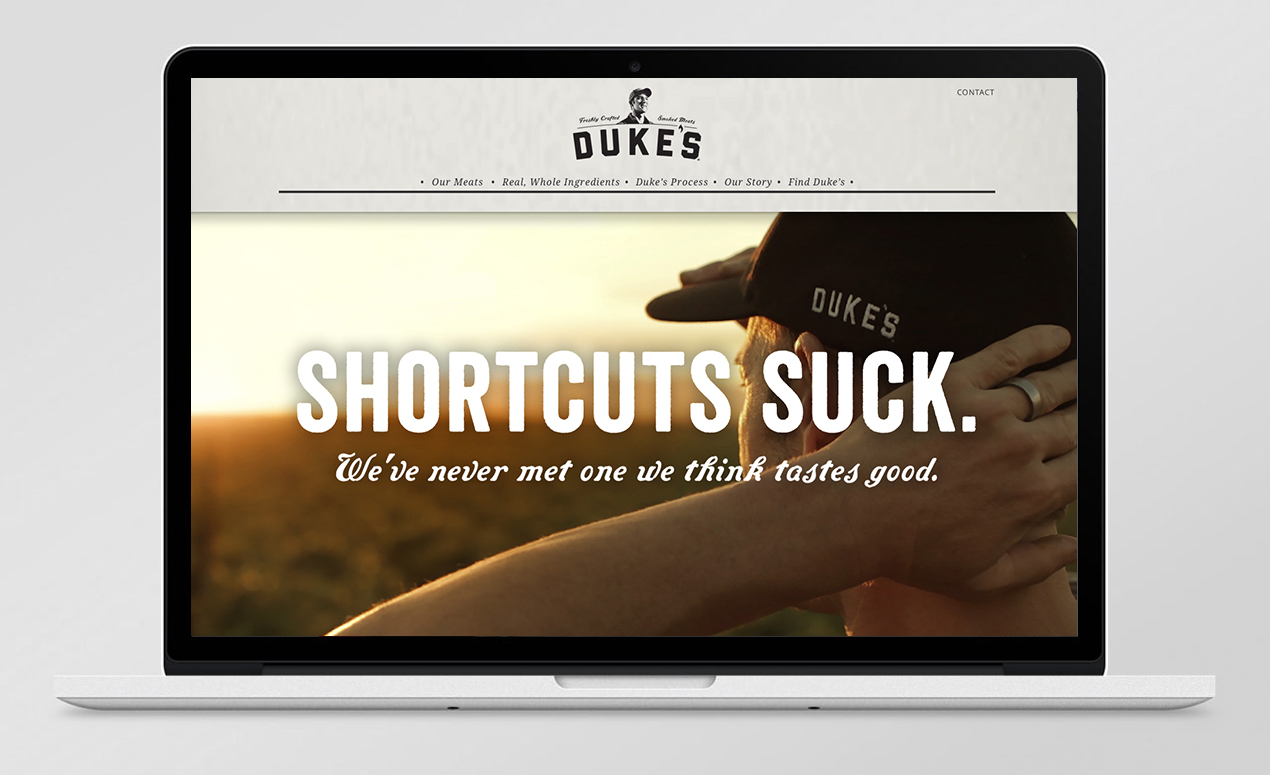 CONTACT
Freshly Crafted Smoked Meats
DUKE'S
• Our Meats • Real, Whole Ingredients • Duke's Process • Our Story • Find Duke's •
DUKE'S
SHORTCUTS SUCK.
We've never met one we think tastes good.